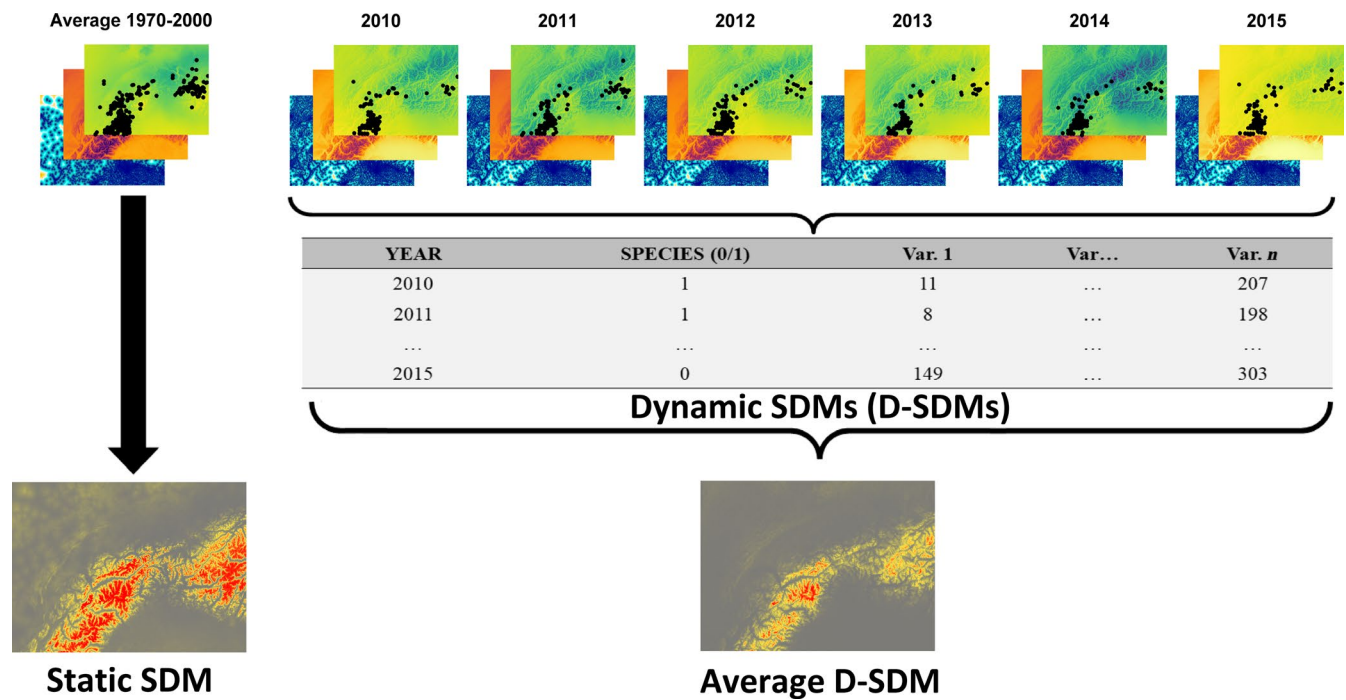 Average 1970-2000 2010 2011 2012 2013 2014 2015
YEAR SPECIES (0/1) Var. 1 Var… Var. n
2010 1 11 … 207
2011 1 8 … 198
… … … … …
2015 0 149 … 303
Dynamic SDMs (D-SDMs)
Static SDM Average D-SDM